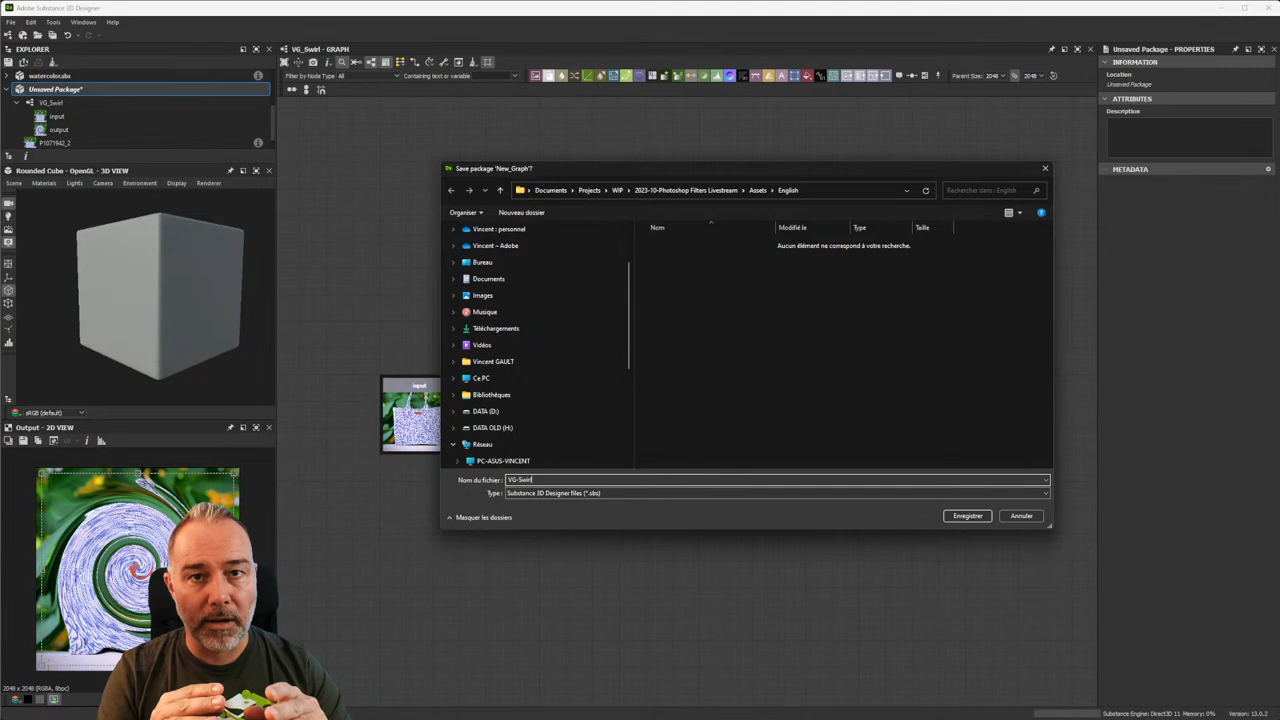 Adobe Substance 3D Designer
File Edit Tools Windows Help
EXPLORER
watercolor.sbs
Unsaved Package*
VG_Swirl
input
output
P1071942_2
Rounded Cube - OpenGL - 3D VIEW
Scene Materials Lights Camera Environment Display Renderer
sRGB (default)
Output - 2D VIEW
2048 x 2048 (RGBA, 8bpc)
VG_Swirl - GRAPH
Filter by Node Type All Containing text or variable
Parent Size: 2048 2048
input
Save package 'New_Graph'?
Documents Projects WIP 2023-10-Photoshop Filters Livestream Assets English
Rechercher dans : English
Organiser Nouveau dossier
Vincent : personnel
Vincent – Adobe
Bureau
Documents
Images
Musique
Téléchargements
Vidéos
Vincent GAULT
Ce PC
Bibliothèques
DATA (D:)
DATA OLD (H:)
Réseau
PC-ASUS-VINCENT
Nom Modifié le Type Taille
Aucun élément ne correspond à votre recherche.
Nom du fichier : VG-Swirl
Type : Substance 3D Designer files (*.sbs)
Masquer les dossiers
Enregistrer Annuler
Unsaved Package - PROPERTIES
INFORMATION
Location
Unsaved Package
ATTRIBUTES
Description
METADATA
Substance Engine: Direct3D 11 Memory: 0% Version: 13.0.2